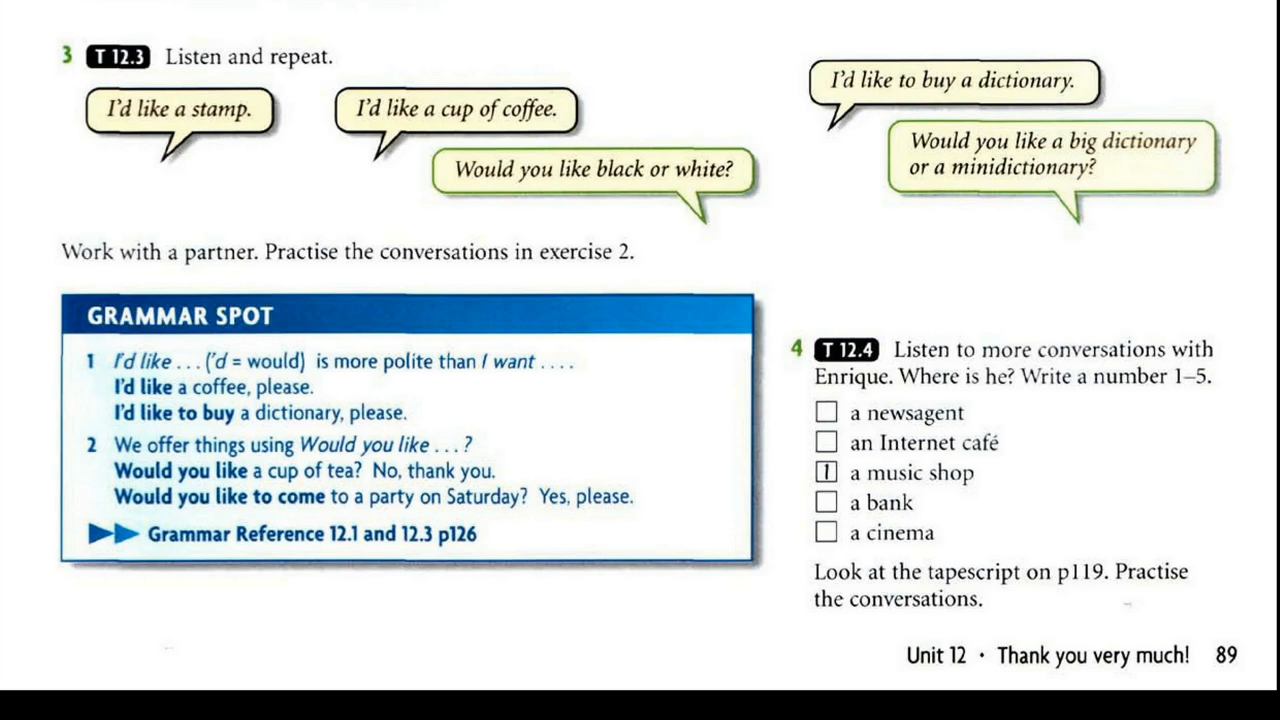 3 T 12.3 Listen and repeat.
I'd like a stamp.
I'd like a cup of coffee.
Would you like black or white?
I'd like to buy a dictionary.
Would you like a big dictionary
or a minidictionary?
Work with a partner. Practise the conversations in exercise 2.
GRAMMAR SPOT
1 I'd like . . . ('d = would) is more polite than I want . . . .
I'd like a coffee, please.
I'd like to buy a dictionary, please.
2 We offer things using Would you like . . . ?
Would you like a cup of tea? No, thank you.
Would you like to come to a party on Saturday? Yes, please.
Grammar Reference 12.1 and 12.3 p126
4 T 12.4 Listen to more conversations with
Enrique. Where is he? Write a number 1–5.
a newsagent
an Internet café
1 a music shop
a bank
a cinema
Look at the tapescript on p119. Practise
the conversations.
Unit 12 • Thank you very much! 89